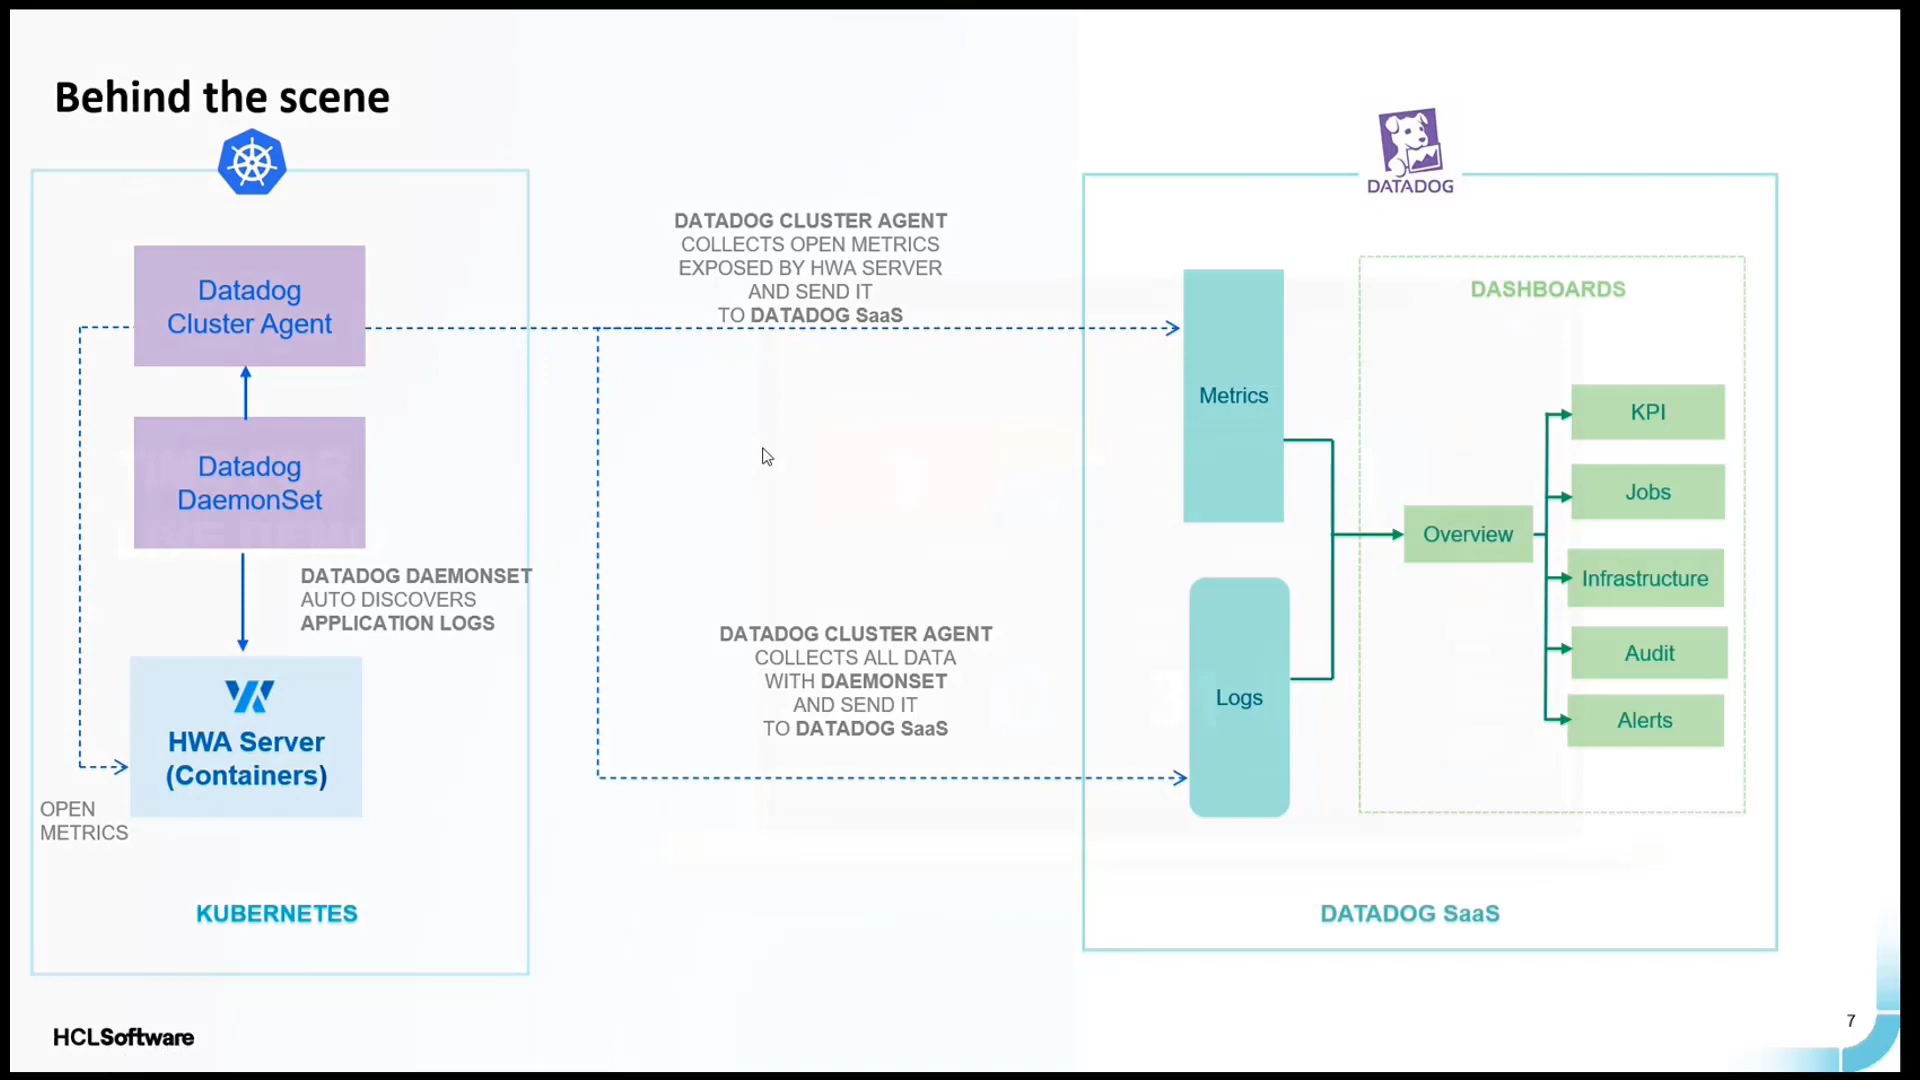 Behind the scene
DATADOG
DATADOG CLUSTER AGENT
COLLECTS OPEN METRICS
EXPOSED BY HWA SERVER
AND SEND IT
TO DATADOG SaaS
Datadog
Cluster Agent
Datadog
DaemonSet
DATADOG DAEMONSET
AUTO DISCOVERS
APPLICATION LOGS
HWA Server
(Containers)
OPEN
METRICS
KUBERNETES
DATADOG CLUSTER AGENT
COLLECTS ALL DATA
WITH DAEMONSET
AND SEND IT
TO DATADOG SaaS
Metrics
Logs
DASHBOARDS
Overview
KPI
Jobs
Infrastructure
Audit
Alerts
DATADOG SaaS
HCLSoftware
7